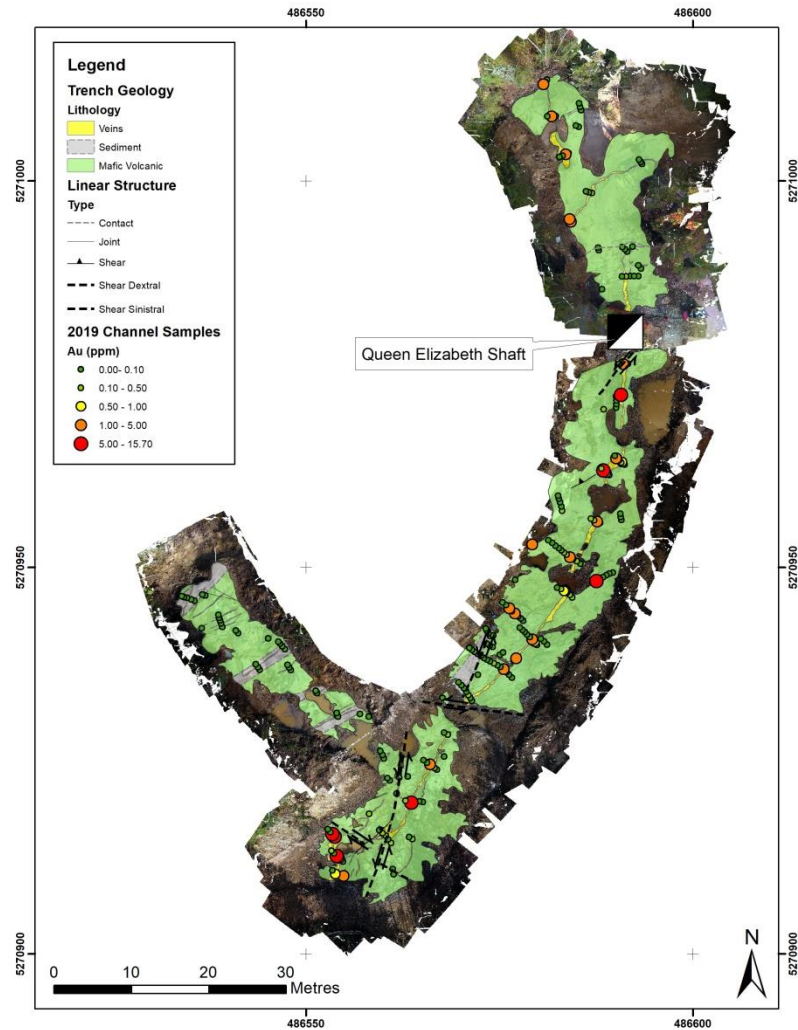 486550
486600
Legend
Trench Geology
Lithology
Veins
Sediment
Mafic Volcanic
Linear Structure
Type
Contact
Joint
Shear
Shear Dextral
Shear Sinistral
2019 Channel Samples
Au (ppm)
0.00- 0.10
0.10 - 0.50
0.50 - 1.00
1.00 - 5.00
5.00 - 15.70
5271000
5271000
Queen Elizabeth Shaft
5270950
5270950
5270900
5270900
N
0 10 20 30
Metres
486550
486600